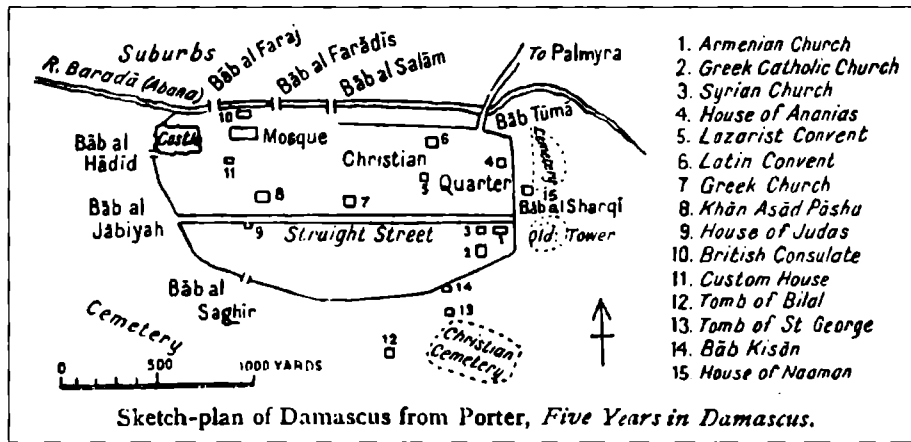 Suburbs
R. Baradā (Abana)
Bāb al Faraj
Bāb al Farādīs
Bāb al Salām
To Palmyra
Bāb Tūmā
10
Castle
Mosque
6
Christian
4
Cemetery
Bāb al
Hādid
11
5
Quarter
15
8
7
Bāb al Sharqī
Bāb al
Jābiyah
9
Straight Street
3
1
2
Old Tower
Bāb al
Saghir
14
13
12
Christian
Cemetery
Cemetery
0 500 1000 YARDS
1. Armenian Church
2. Greek Catholic Church
3. Syrian Church
4. House of Ananias
5. Lazarist Convent
6. Latin Convent
7. Greek Church
8. Khān Asād Pāsha
9. House of Judas
10. British Consulate
11. Custom House
12. Tomb of Bilal
13. Tomb of St George
14. Bāb Kisān
15. House of Naaman
Sketch-plan of Damascus from Porter, Five Years in Damascus.